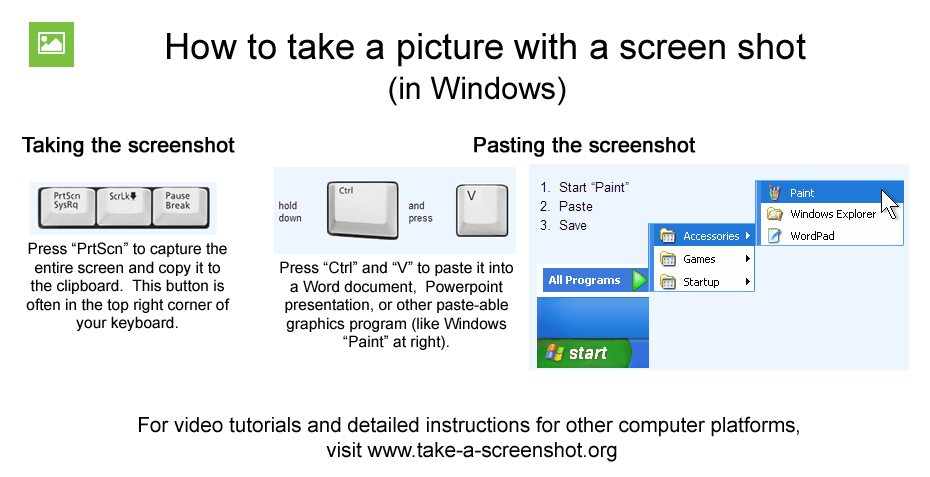 How to take a picture with a screen shot
(in Windows)
Taking the screenshot
PrtScn
SysRq
ScrLk
Pause
Break
Press “PrtScn” to capture the
entire screen and copy it to
the clipboard.  This button is
often in the top right corner of
your keyboard.
Pasting the screenshot
hold
down
Ctrl
and
press
V
Press “Ctrl” and “V” to paste it into
a Word document,  Powerpoint
presentation, or other paste-able
graphics program (like Windows
“Paint” at right).
1. Start “Paint”
2. Paste
3. Save
Paint
Windows Explorer
WordPad
Accessories
Games
Startup
All Programs
start
For video tutorials and detailed instructions for other computer platforms,
visit www.take-a-screenshot.org